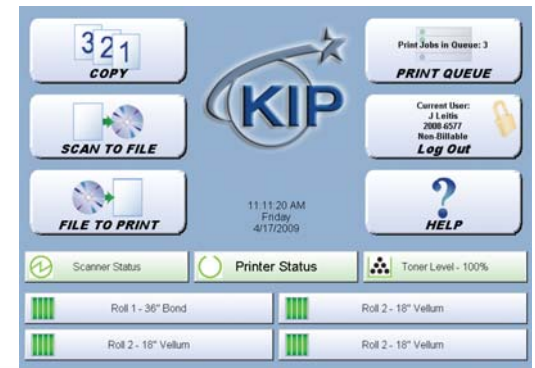 3 2 1
COPY
SCAN TO FILE
FILE TO PRINT
KIP
11:11:20 AM
Friday
4/17/2009
Print Jobs in Queue: 3
PRINT QUEUE
Current User:
J Leitis
2008-6577
Non-Billable
Log Out
?
HELP
Scanner Status
Printer Status
Toner Level - 100%
Roll 1 - 36" Bond
Roll 2 - 18" Vellum
Roll 2 - 18" Vellum
Roll 2 - 18" Vellum